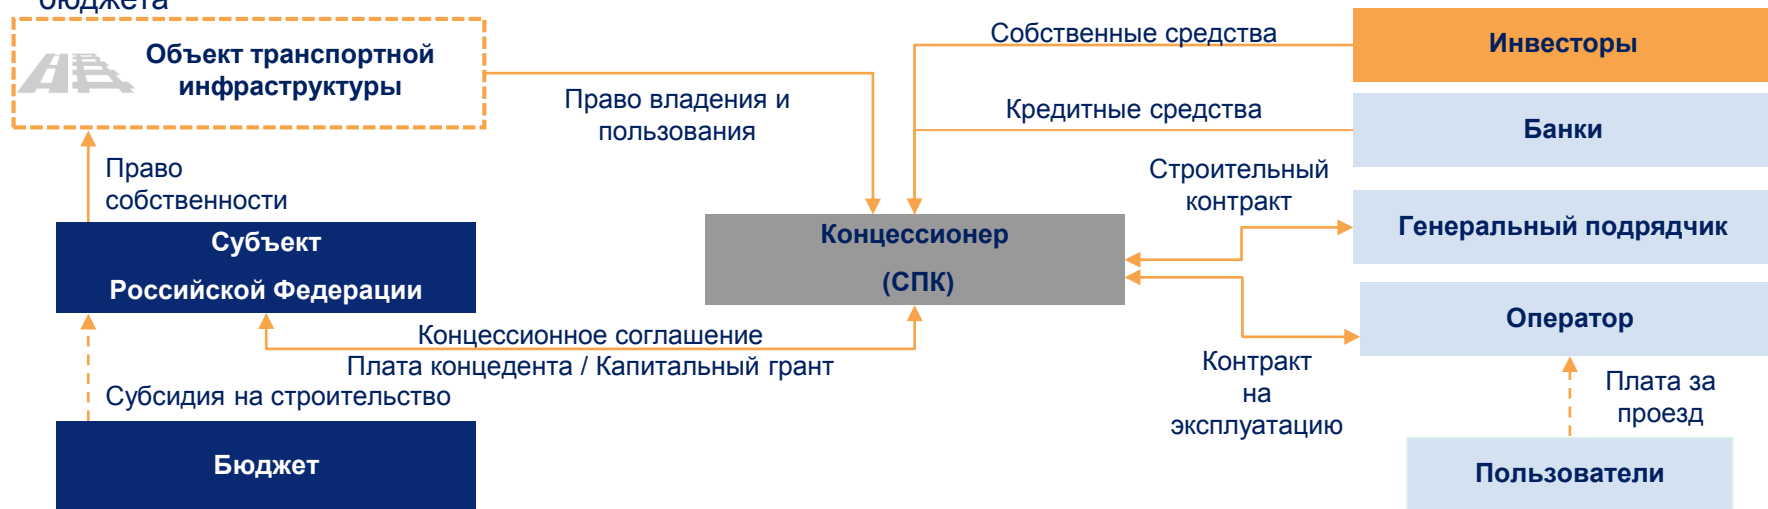 бюджета
Объект транспортной
инфраструктуры
Право владения и
пользования
Собственные средства
Инвесторы
Кредитные средства
Банки
Право
собственности
Строительный
контракт
Генеральный подрядчик
Субъект
Российской Федерации
Концессионер
(СПК)
Оператор
Концессионное соглашение
Плата концедента / Капитальный грант
Субсидия на строительство
Контракт
на
эксплуатацию
Плата за
проезд
Бюджет
Пользователи